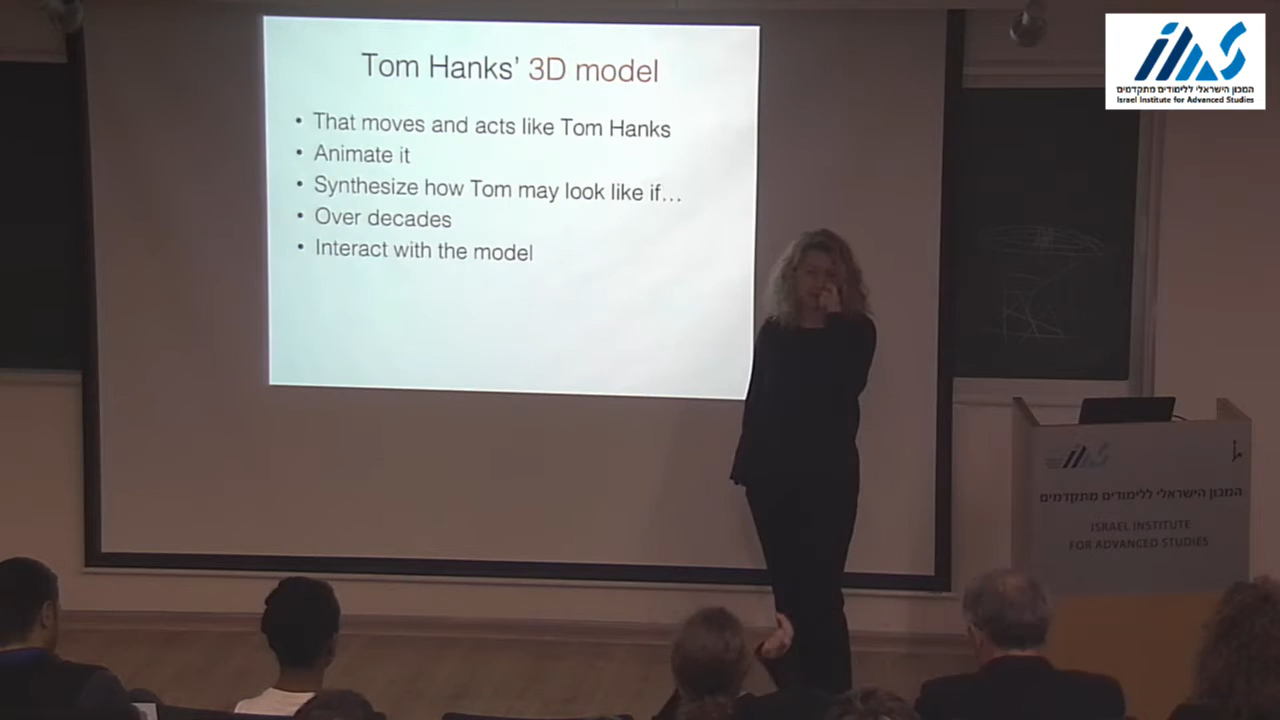 Tom Hanks' 3D model
• That moves and acts like Tom Hanks
• Animate it
• Synthesize how Tom may look like if...
• Over decades
• Interact with the model
המכון הישראלי ללימודים מתקדמים
Israel Institute for Advanced Studies
המכון הישראלי ללימודים מתקדמים
ISRAEL INSTITUTE
FOR ADVANCED STUDIES